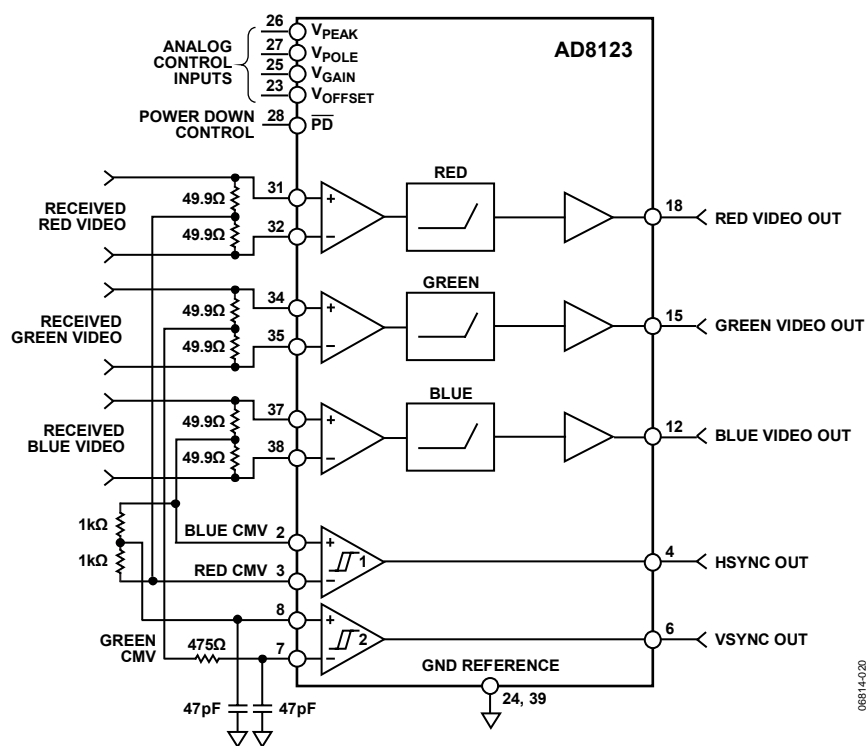 26
V PEAK
ANALOG
CONTROL
INPUTS
27
V POLE
25
V GAIN
23
V OFFSET
AD8123
POWER DOWN
CONTROL
28
PD
RED
31
+
49.9Ω
RECEIVED
RED VIDEO
49.9Ω
32
–
18
RED VIDEO OUT
GREEN
34
+
49.9Ω
RECEIVED
GREEN VIDEO
49.9Ω
35
–
15
GREEN VIDEO OUT
BLUE
37
+
49.9Ω
RECEIVED
BLUE VIDEO
49.9Ω
38
–
12
BLUE VIDEO OUT
1kΩ
1kΩ
BLUE CMV
2
+
1
4
HSYNC OUT
RED CMV
3
–
8
+
2
6
VSYNC OUT
GREEN
CMV
475Ω
7
–
GND REFERENCE
24, 39
47pF
47pF
06814-020